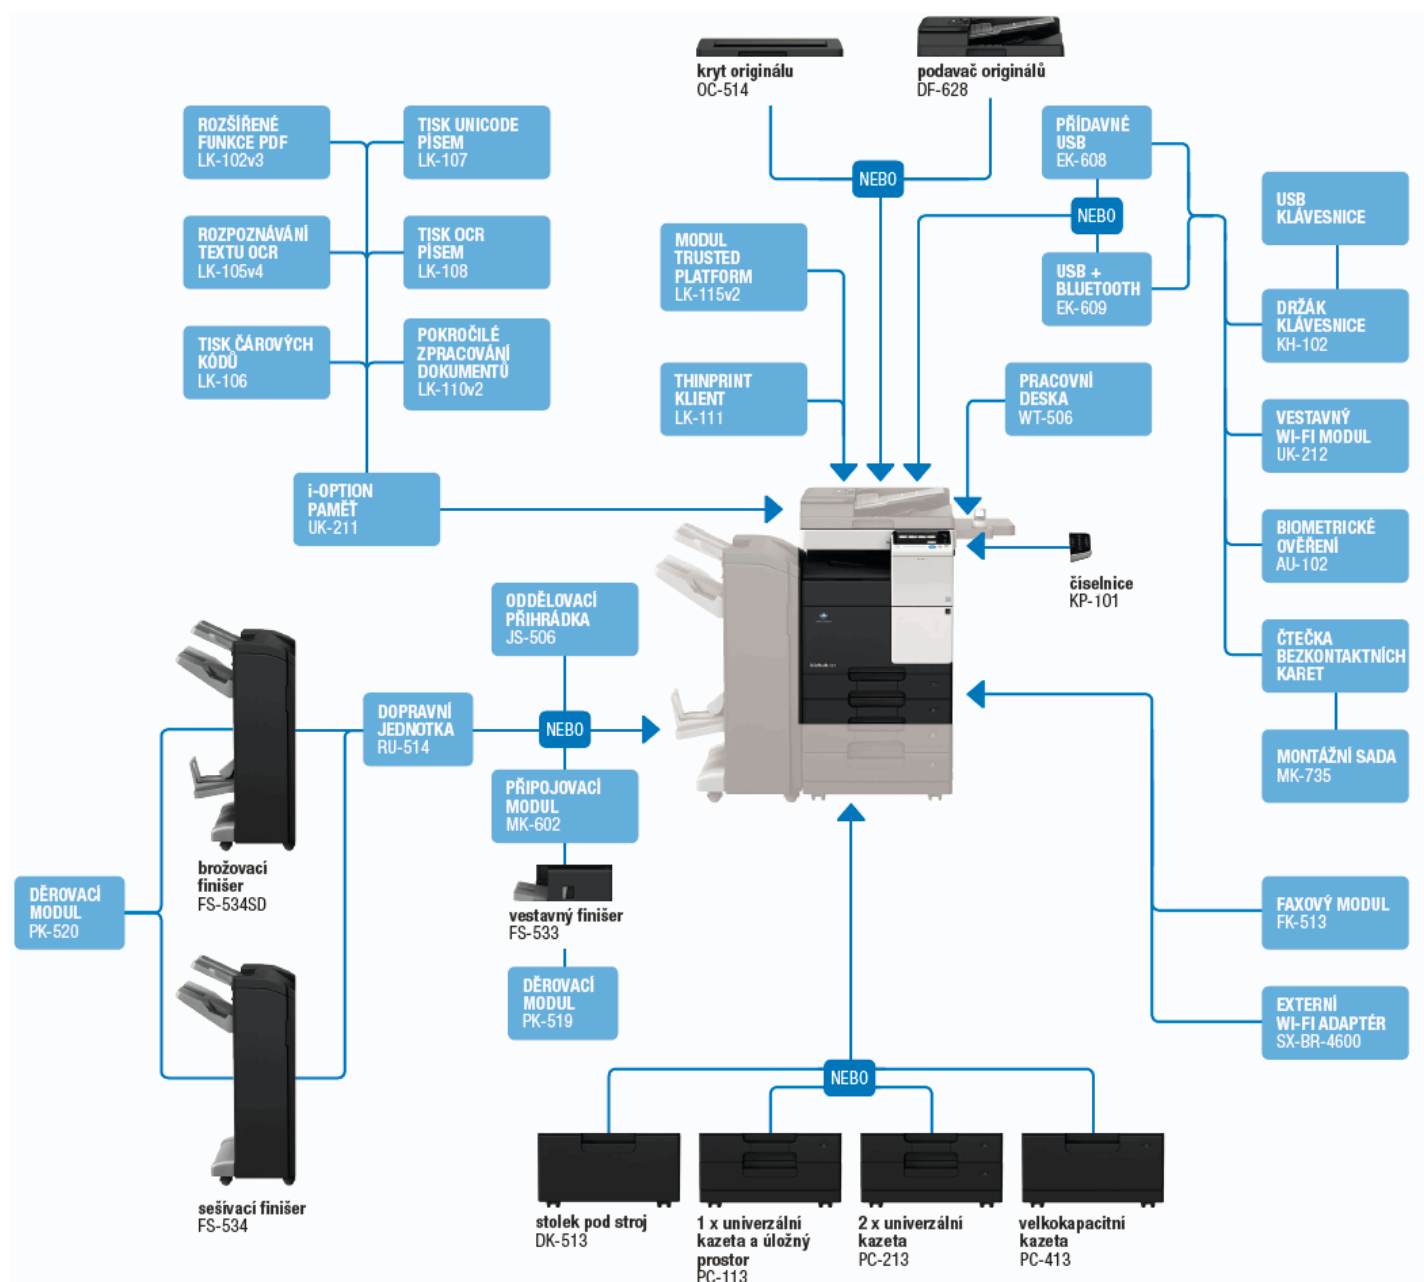 kryt originálu
OC-514
podavač originálů
DF-628
ROZŠÍŘENÉ
FUNKCE PDF
LK-102v3
TISK UNICODE
PÍSEM
LK-107
PŘÍDAVNÉ
USB
EK-608
NEBO
USB
KLÁVESNICE
ROZPOZNÁVÁNÍ
TEXTU OCR
LK-105v4
TISK OCR
PÍSEM
LK-108
MODUL
TRUSTED
PLATFORM
LK-115v2
NEBO
USB +
BLUETOOTH
EK-609
DRŽÁK
KLÁVESNICE
KH-102
TISK ČÁROVÝCH
KÓDŮ
LK-106
POKROČILÉ
ZPRACOVÁNÍ
DOKUMENTŮ
LK-110v2
THINPRINT
KLIENT
LK-111
PRACOVNÍ
DESKA
WT-506
VESTAVNÝ
WI-FI MODUL
UK-212
i-OPTION
PAMĚŤ
UK-211
BIOMETRICKÉ
OVĚŘENÍ
AU-102
číselnice
KP-101
ODDĚLOVACÍ
PŘIHRÁDKA
JS-506
ČTEČKA
BEZKONTAKTNÍCH
KARET
DOPRAVNÍ
JEDNOTKA
RU-514
NEBO
MONTÁŽNÍ SADA
MK-735
PŘIPOJOVACÍ
MODUL
MK-602
brožovací
finišer
FS-534SD
DĚROVACÍ
MODUL
PK-520
vestavný finišer
FS-533
FAXOVÝ MODUL
FK-513
DĚROVACÍ
MODUL
PK-519
EXTERNÍ
WI-FI ADAPTÉR
SX-BR-4600
NEBO
sešívací finišer
FS-534
stolek pod stroj
DK-513
1 x univerzální
kazeta a úložný
prostor
PC-113
2 x univerzální
kazeta
PC-213
velkokapacitní
kazeta
PC-413